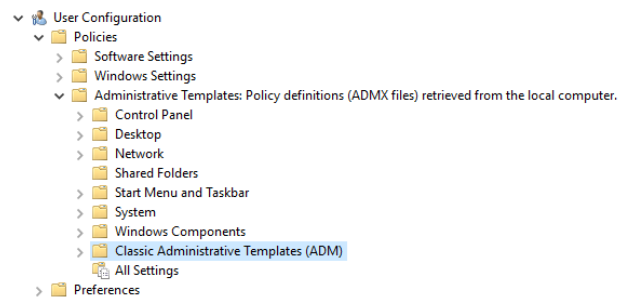 User Configuration
Policies
Software Settings
Windows Settings
Administrative Templates: Policy definitions (ADMX files) retrieved from the local computer.
Control Panel
Desktop
Network
Shared Folders
Start Menu and Taskbar
System
Windows Components
Classic Administrative Templates (ADM)
All Settings
Preferences